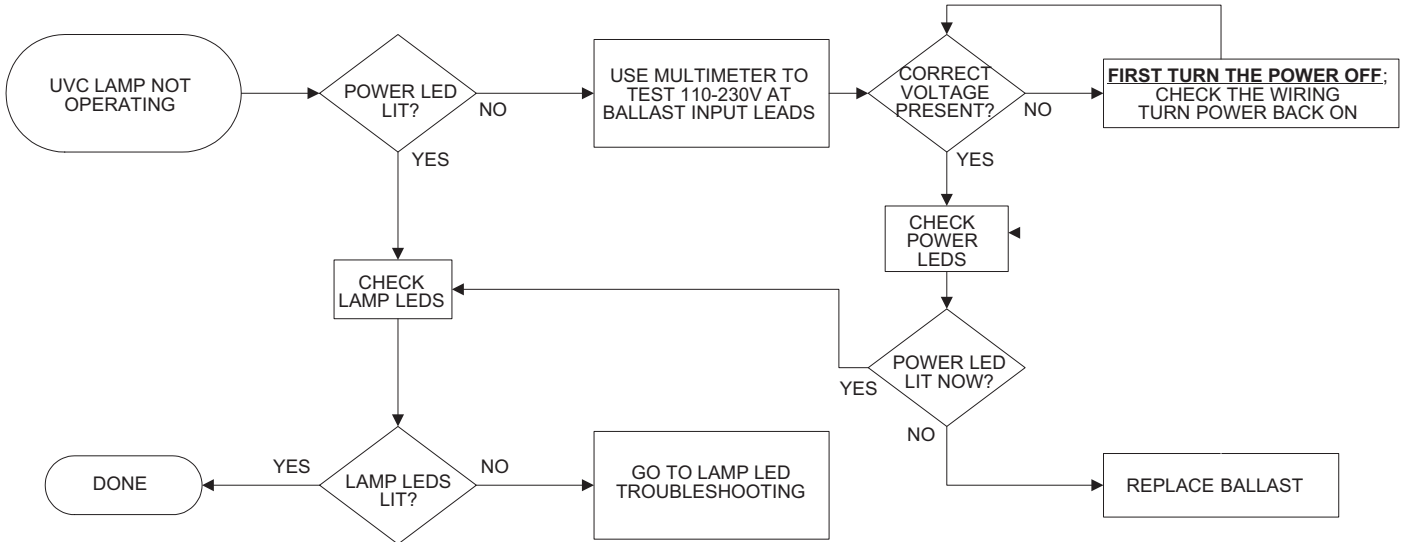 UVC LAMP NOT
OPERATING
POWER LED
LIT?
NO
YES
USE MULTIMETER TO
TEST 110-230V AT
BALLAST INPUT LEADS
CORRECT
VOLTAGE
PRESENT?
NO
YES
FIRST TURN THE POWER OFF;
CHECK THE WIRING
TURN POWER BACK ON
CHECK
POWER
LEDS
CHECK
LAMP LEDS
POWER LED
LIT NOW?
YES
NO
DONE
YES
LAMP LEDS
LIT?
NO
GO TO LAMP LED
TROUBLESHOOTING
REPLACE BALLAST